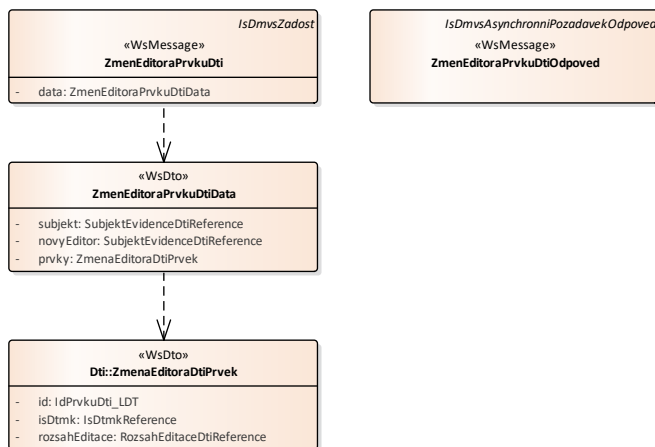 IsDmvsZadost
«WsMessage»
ZmenEditoraPrvkuDti
- data: ZmenEditoraPrvkuDtiData
IsDmvsAsynchronniPozadavekOdpoved
«WsMessage»
ZmenEditoraPrvkuDtiOdpoved
«WsDto»
ZmenEditoraPrvkuDtiData
- subjekt: SubjektEvidenceDtiReference
- novyEditor: SubjektEvidenceDtiReference
- prvky: ZmenaEditoraDtiPrvek
«WsDto»
Dti::ZmenaEditoraDtiPrvek
- id: IdPrvkuDti_LDT
- isDtmk: IsDtmkReference
- rozsahEditace: RozsahEditaceDtiReference